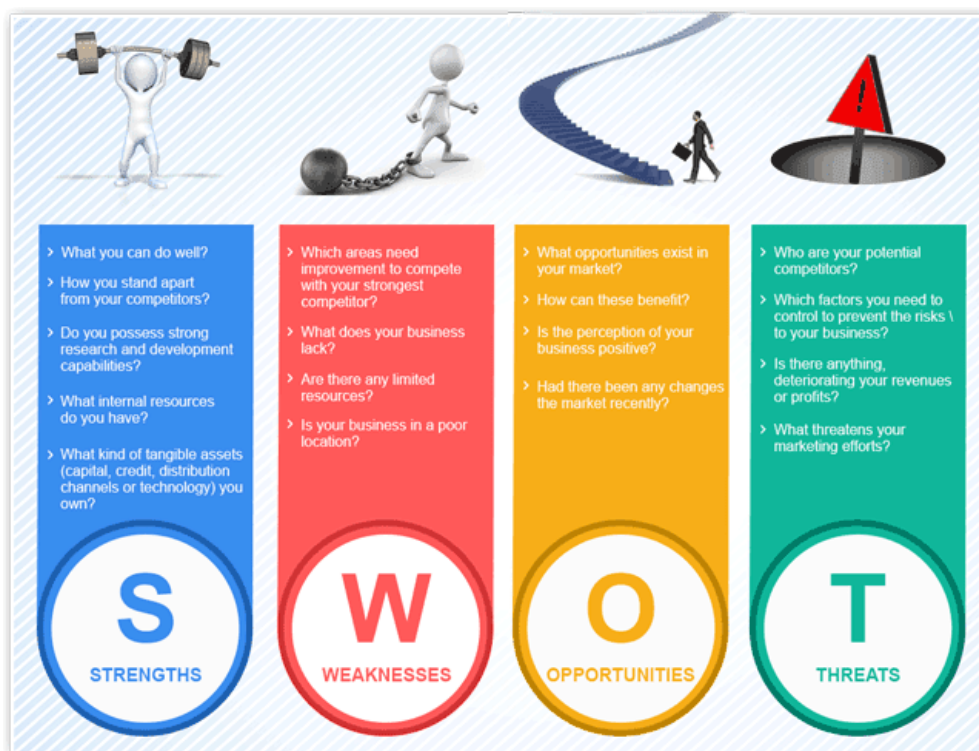 > What you can do well?
> How you stand apart
from your competitors?
> Do you possess strong
research and development
capabilities?
> What internal resources
do you have?
> What kind of tangible assets
(capital, credit, distribution
channels or technology) you
own?
S
STRENGTHS
> Which areas need
improvement to compete
with your strongest
competitor?
> What does your business
lack?
> Are there any limited
resources?
> Is your business in a poor
location?
W
WEAKNESSES
> What opportunities exist in
your market?
> How can these benefit?
> Is the perception of your
business positive?
> Had there been any changes
the market recently?
O
OPPORTUNITIES
!
> Who are your potential
competitors?
> Which factors you need to
control to prevent the risks \
to your business?
> Is there anything,
deteriorating your revenues
or profits?
> What threatens your
marketing efforts?
T
THREATS